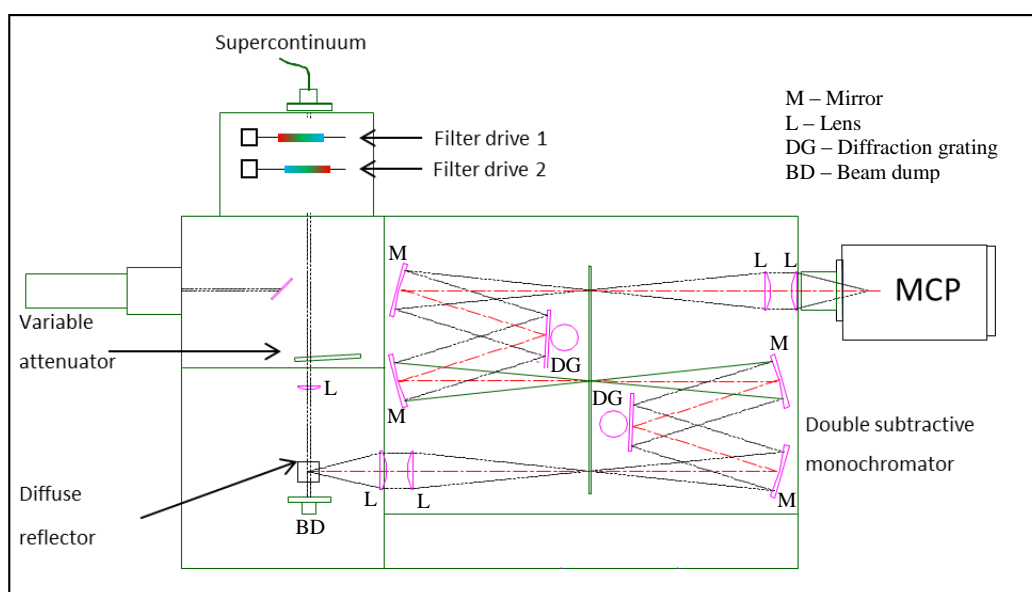 Supercontinuum
Filter drive 1
Filter drive 2
M – Mirror
L – Lens
DG – Diffraction grating
BD – Beam dump
M
L L
MCP
Variable
attenuator
DG
M
L
M
DG
Double subtractive
monochromator
Diffuse
reflector
L
L
M
BD